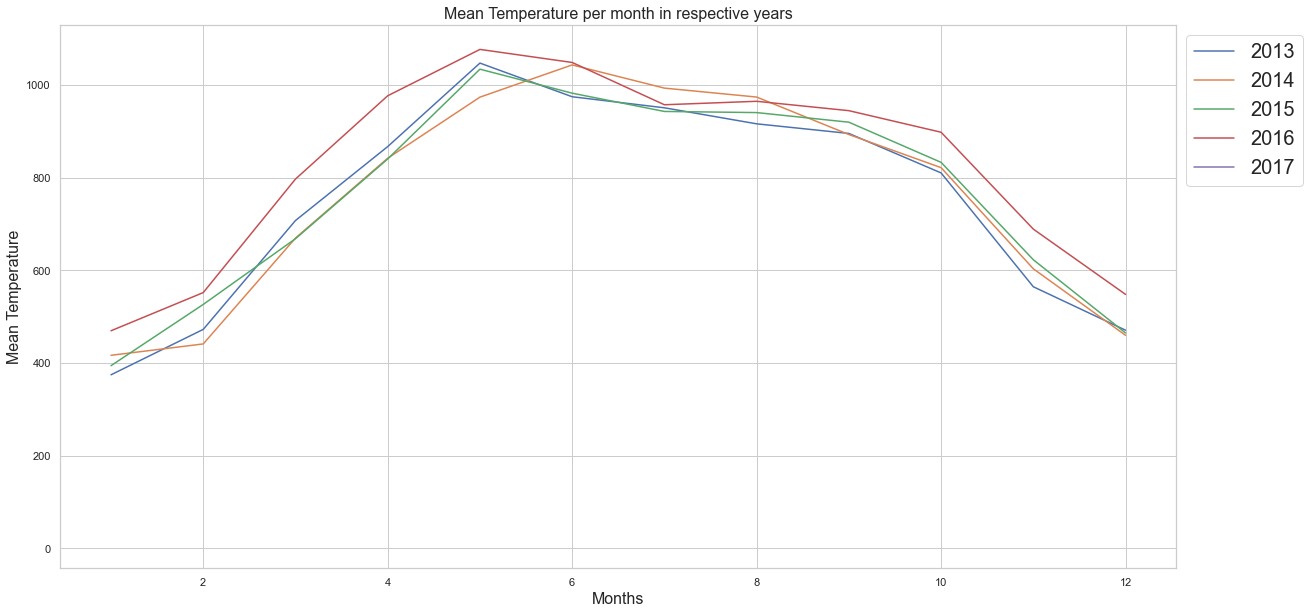 Mean Temperature per month in respective years
2013
2014
2015
2016
2017
1000
800
600
400
200
0
Mean Temperature
2 4 6 8 10 12
Months